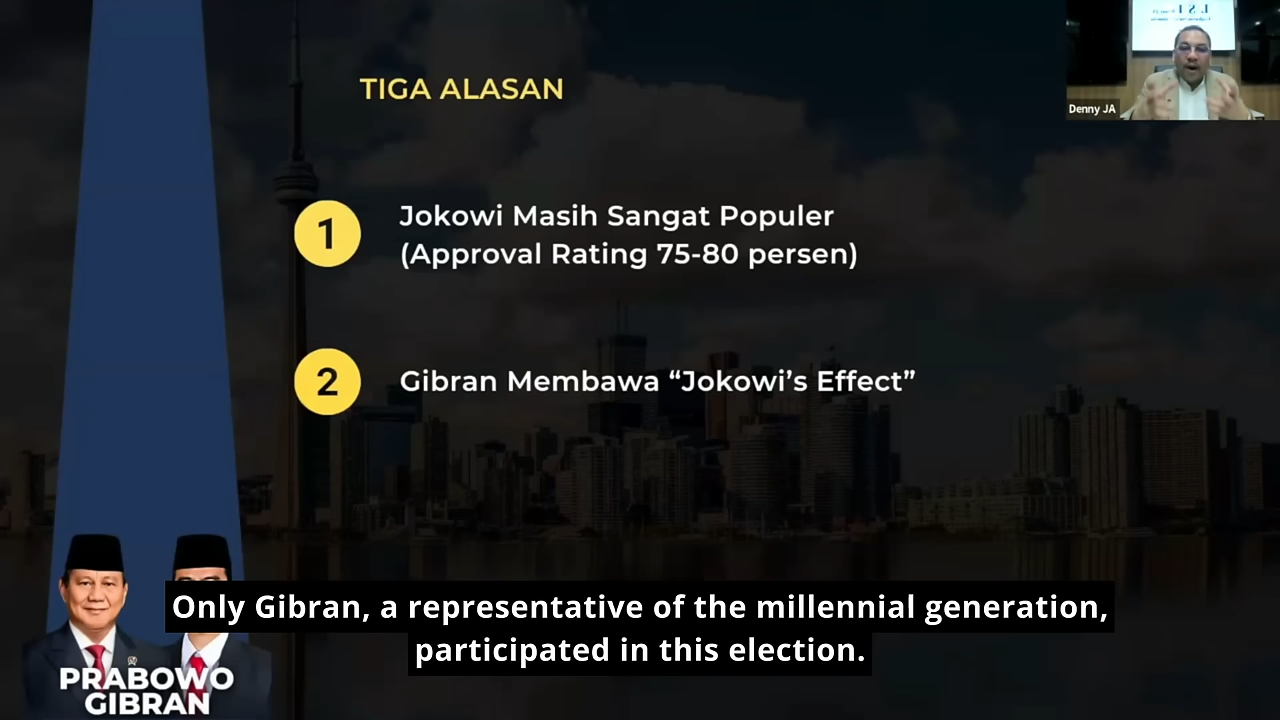 TIGA ALASAN
Denny JA
1
Jokowi Masih Sangat Populer
(Approval Rating 75-80 persen)
2
Gibran Membawa “Jokowi’s Effect”
Only Gibran, a representative of the millennial generation,
participated in this election.
PRABOWO
GIBRAN